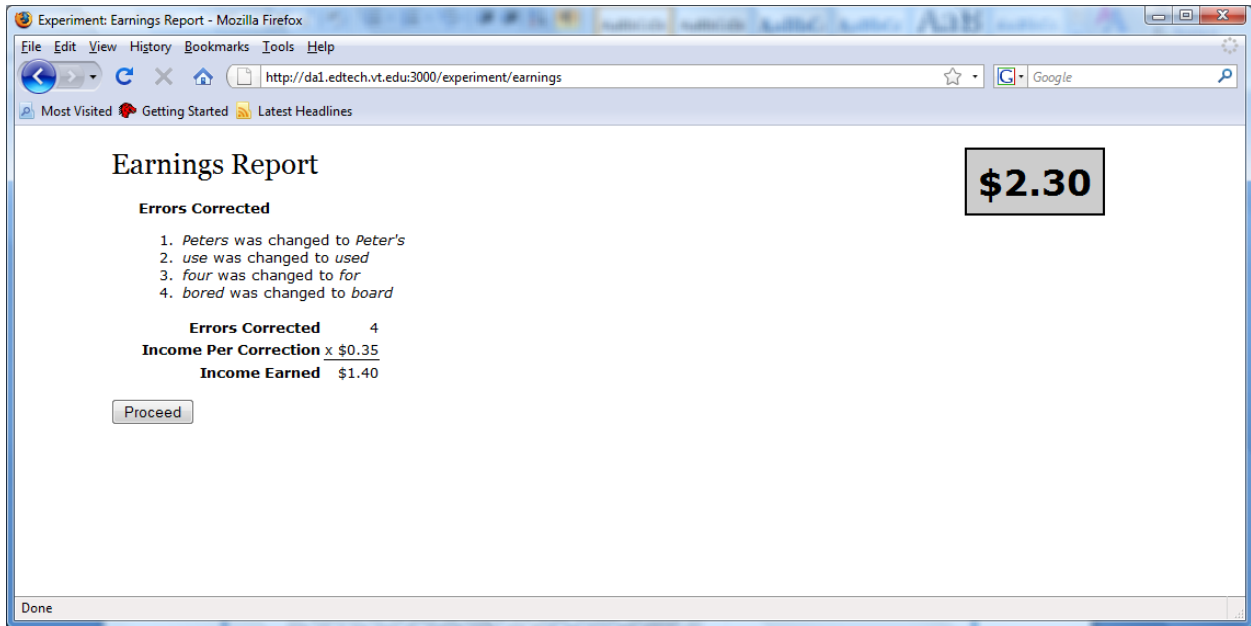 Experiment: Earnings Report - Mozilla Firefox
File Edit View History Bookmarks Tools Help
http://da1.edtech.vt.edu:3000/experiment/earnings
G Google
Most Visited Getting Started Latest Headlines
Earnings Report
$2.30
Errors Corrected
1. Peters was changed to Peter's
2. use was changed to used
3. four was changed to for
4. bored was changed to board
Errors Corrected 4
Income Per Correction x $0.35
Income Earned $1.40
Proceed
Done